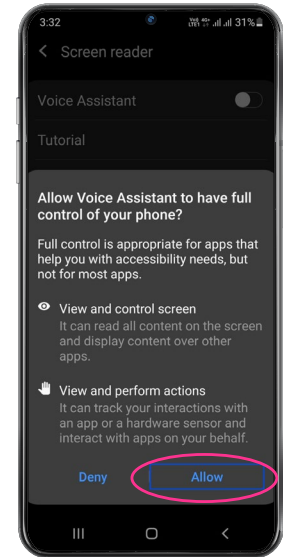 3:32
31%
Screen reader
Voice Assistant
Tutorial
Allow Voice Assistant to have full
control of your phone?
Full control is appropriate for apps that
help you with accessibility needs, but
not for most apps.
View and control screen
It can read all content on the screen
and display content over other
apps.
View and perform actions
It can track your interactions with
an app or a hardware sensor and
interact with apps on your behalf.
Deny Allow